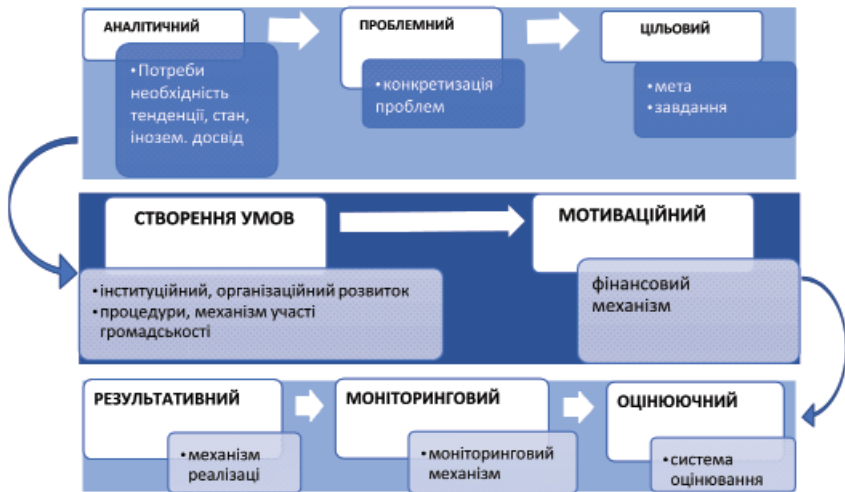 АНАЛІТИЧНИЙ
•Потреби
необхідність
тенденції, стан,
інозем. досвід
ПРОБЛЕМНИЙ
•конкретизація
проблем
ЦІЛЬОВИЙ
•мета
•завдання
СТВОРЕННЯ УМОВ
•інституційний, організаційний розвиток
•процедури, механізм участі
громадськості
МОТИВАЦІЙНИЙ
фінансовий
механізм
РЕЗУЛЬТАТИВНИЙ
•механізм
реалізаці
МОНІТОРИНГОВИЙ
•моніторинговий
механізм
ОЦІНЮЮЧНИЙ
•система
оцінювання